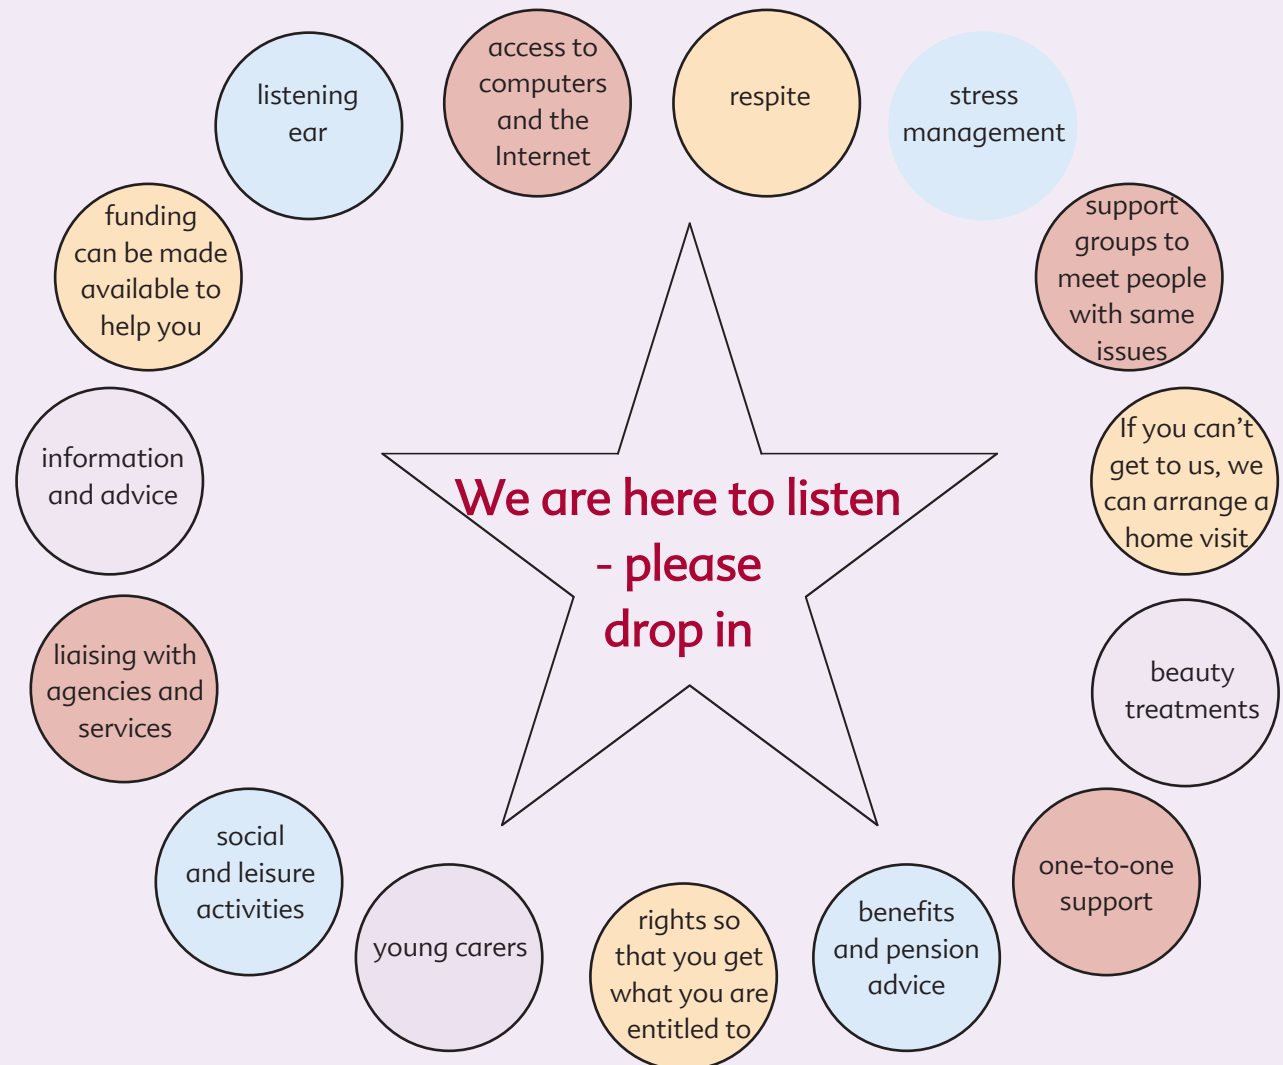 listening
ear
access to
computers
and the
Internet
respite
stress
management
support
groups to
meet people
with same
issues
If you can't
get to us, we
can arrange a
home visit
beauty
treatments
one-to-one
support
benefits
and pension
advice
rights so
that you get
what you are
entitled to
young carers
social
and leisure
activities
liaising with
agencies and
services
information
and advice
funding
can be made
available to
help you
We are here to listen
- please
drop in